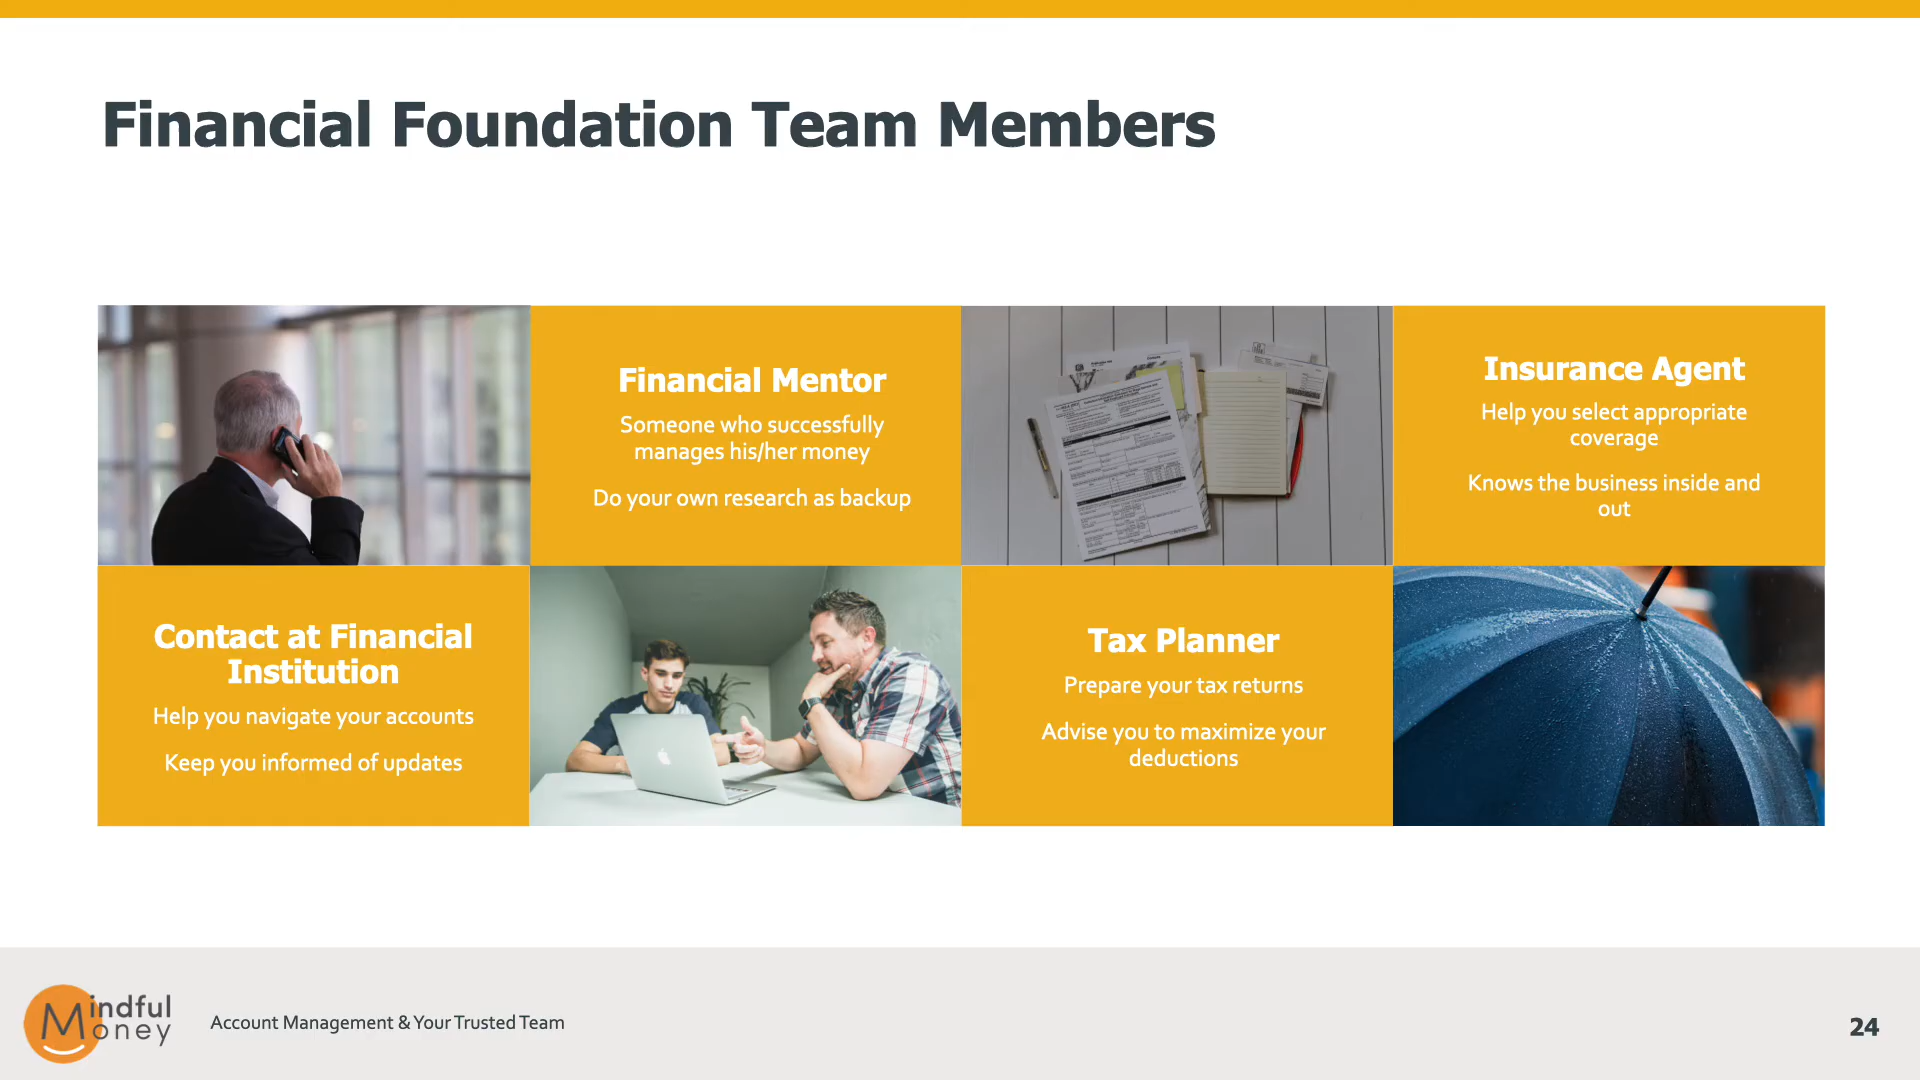 Financial Foundation Team Members
Financial Mentor
Someone who successfully
manages his/her money
Do your own research as backup
Insurance Agent
Help you select appropriate
coverage
Knows the business inside and
out
Contact at Financial
Institution
Help you navigate your accounts
Keep you informed of updates
Tax Planner
Prepare your tax returns
Advise you to maximize your
deductions
Mindful
Money
Account Management & Your Trusted Team
24